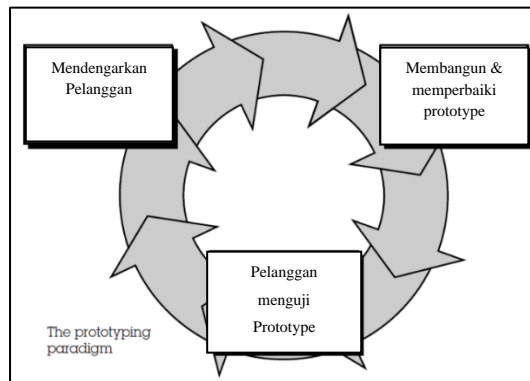 Mendengarkan
Pelanggan
Membangun &
memperbaiki
prototype
Pelanggan
menguji
Prototype
The prototyping
paradigm